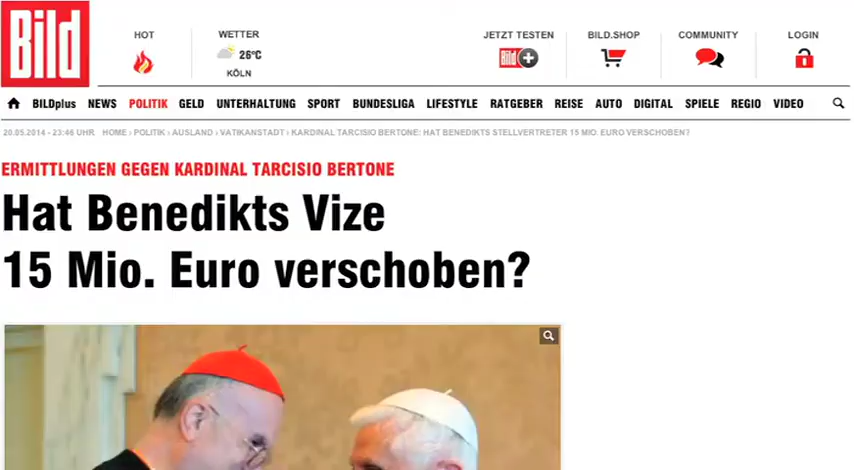 Bild
HOT
WETTER
26°C
KÖLN
JETZT TESTEN
Bild +
BILD.SHOP
COMMUNITY
LOGIN
BILDplus NEWS POLITIK GELD UNTERHALTUNG SPORT BUNDESLIGA LIFESTYLE RATGEBER REISE AUTO DIGITAL SPIELE REGIO VIDEO
20.05.2014 - 23:46 UHR HOME › POLITIK › AUSLAND › VATIKANSTADT › KARDINAL TARCISIO BERTONE: HAT BENEDIKTS STELLVERTRETER 15 MIO. EURO VERSCHOBEN?
ERMITTLUNGEN GEGEN KARDINAL TARCISIO BERTONE
Hat Benedikts Vize
15 Mio. Euro verschoben?